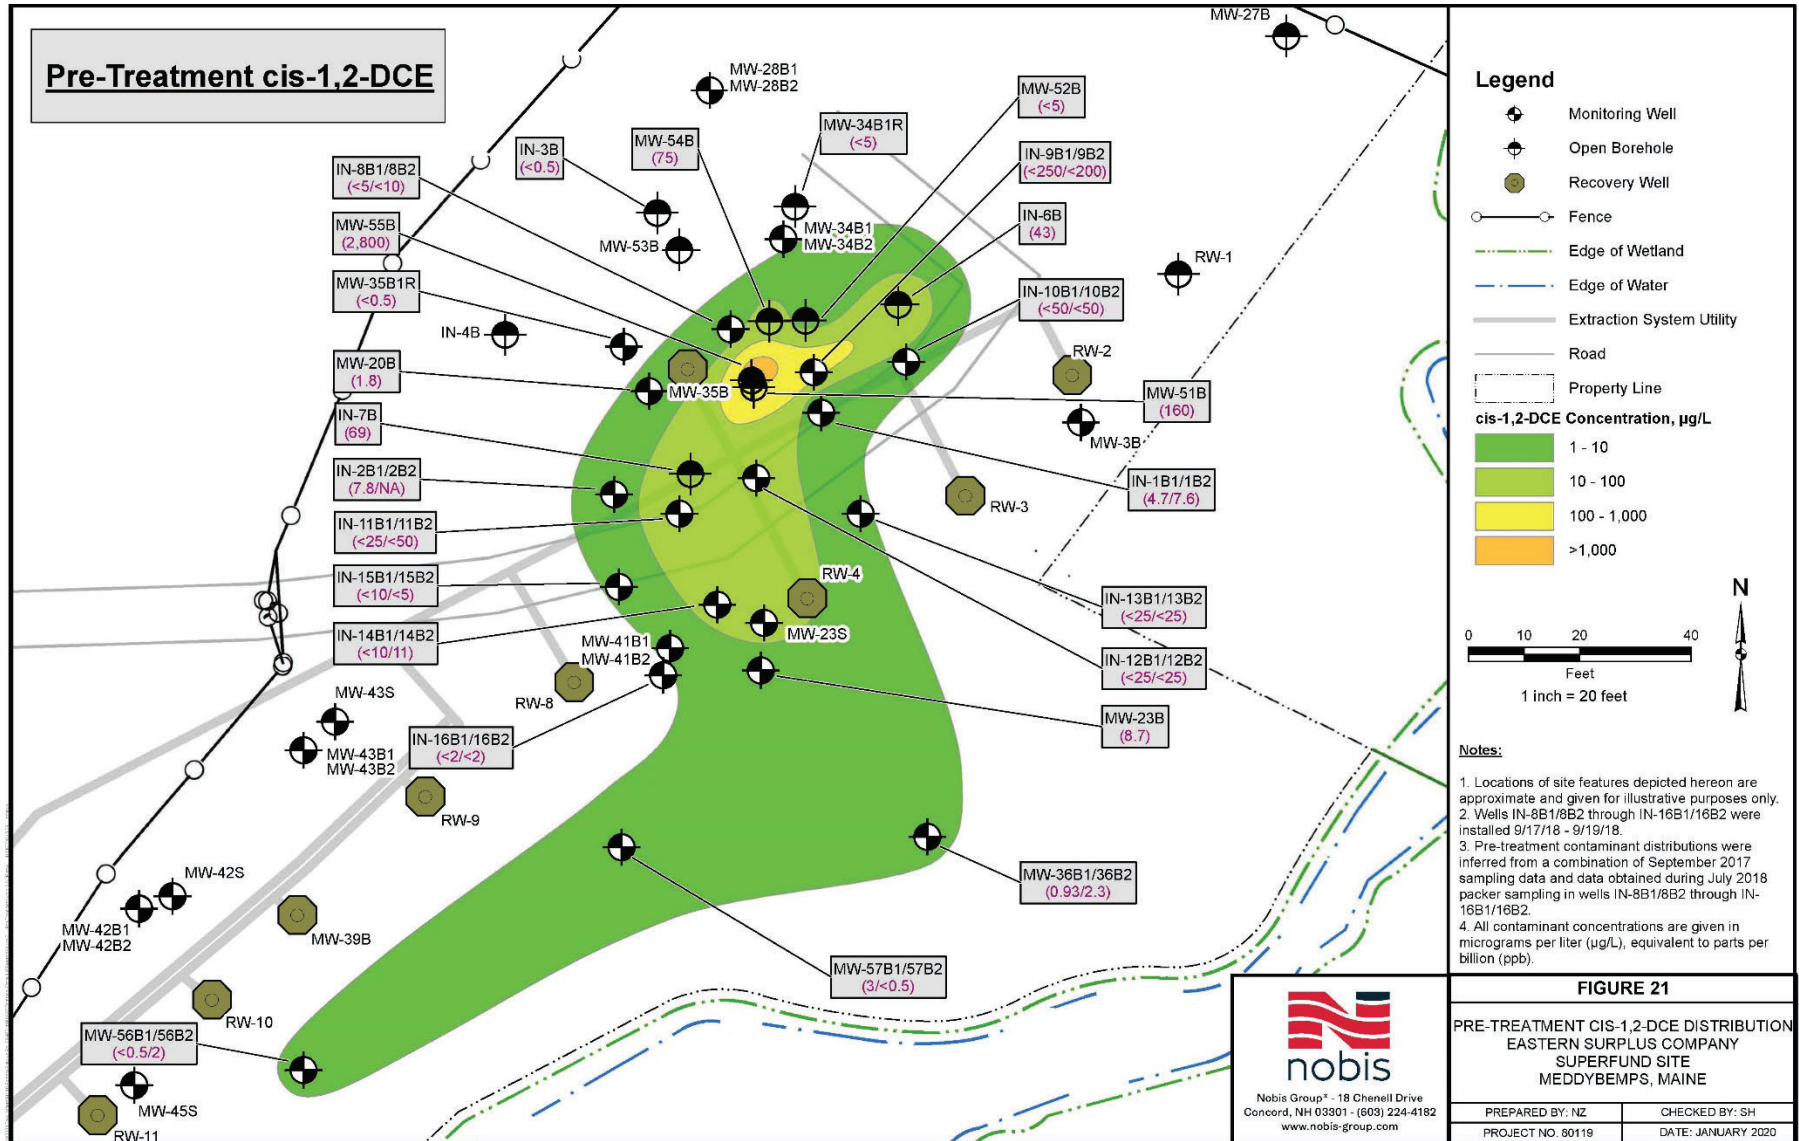 Pre-Treatment cis-1,2-DCE
MW-27B
MW-28B1
MW-28B2
MW-52B
(<5)
MW-34B1R
(<5)
MW-54B
(75)
IN-3B
(<0.5)
IN-9B1/9B2
(<250/<200)
IN-8B1/8B2
(<5/<10)
IN-6B
(43)
MW-55B
(2,800)
MW-34B1
MW-34B2
MW-53B
RW-1
MW-35B1R
(<0.5)
IN-10B1/10B2
(<50/<50)
IN-4B
RW-2
MW-20B
(1.8)
MW-35B
MW-51B
(160)
IN-7B
(69)
MW-3B
IN-2B1/2B2
(7.8/NA)
IN-1B1/1B2
(4.7/7.6)
RW-3
IN-11B1/11B2
(<25/<50)
IN-15B1/15B2
(<10/<5)
RW-4
IN-13B1/13B2
(<25/<25)
IN-14B1/14B2
(<10/11)
MW-23S
MW-41B1
MW-41B2
IN-12B1/12B2
(<25/<25)
RW-8
MW-43S
MW-23B
(8.7)
IN-16B1/16B2
(<2/<2)
MW-43B1
MW-43B2
RW-9
MW-36B1/36B2
(0.93/2.3)
MW-42S
MW-42B1
MW-42B2
MW-39B
MW-57B1/57B2
(3/<0.5)
RW-10
MW-56B1/56B2
(<0.5/2)
MW-45S
RW-11
Legend
Monitoring Well
Open Borehole
Recovery Well
Fence
Edge of Wetland
Edge of Water
Extraction System Utility
Road
Property Line
cis-1,2-DCE Concentration, µg/L
1 - 10
10 - 100
100 - 1,000
>1,000
N
0 10 20 40
Feet
1 inch = 20 feet
Notes:
1. Locations of site features depicted hereon are
approximate and given for illustrative purposes only.
2. Wells IN-8B1/8B2 through IN-16B1/16B2 were
installed 9/17/18 - 9/19/18.
3. Pre-treatment contaminant distributions were
inferred from a combination of September 2017
sampling data and data obtained during July 2018
packer sampling in wells IN-8B1/8B2 through IN-
16B1/16B2.
4. All contaminant concentrations are given in
micrograms per liter (µg/L), equivalent to parts per
billion (ppb).
nobis
Nobis Group® - 18 Chenell Drive
Concord, NH 03301 - (603) 224-4182
www.nobis-group.com
FIGURE 21
PRE-TREATMENT CIS-1,2-DCE DISTRIBUTION
EASTERN SURPLUS COMPANY
SUPERFUND SITE
MEDDYBEMPS, MAINE
PREPARED BY: NZ
CHECKED BY: SH
PROJECT NO. 80119
DATE: JANUARY 2020